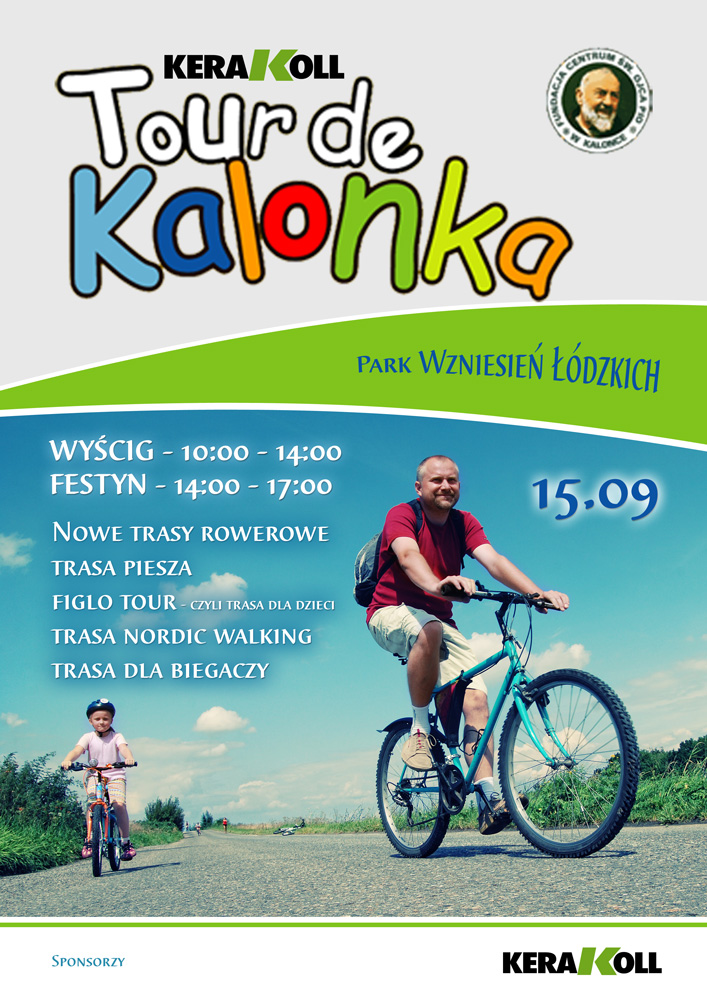 KERAKOLL
Tour de
Kalonka
FUNDACJA CENTRUM ŚW. OJCA PIO
W KALONCE
Park Wzniesień Łódzkich
WYŚCIG - 10:00 - 14:00
FESTYN - 14:00 - 17:00
15.09
Nowe trasy rowerowe
trasa piesza
figlo tour - czyli trasa dla dzieci
trasa nordic walking
trasa dla biegaczy
Sponsorzy
KERAKOLL